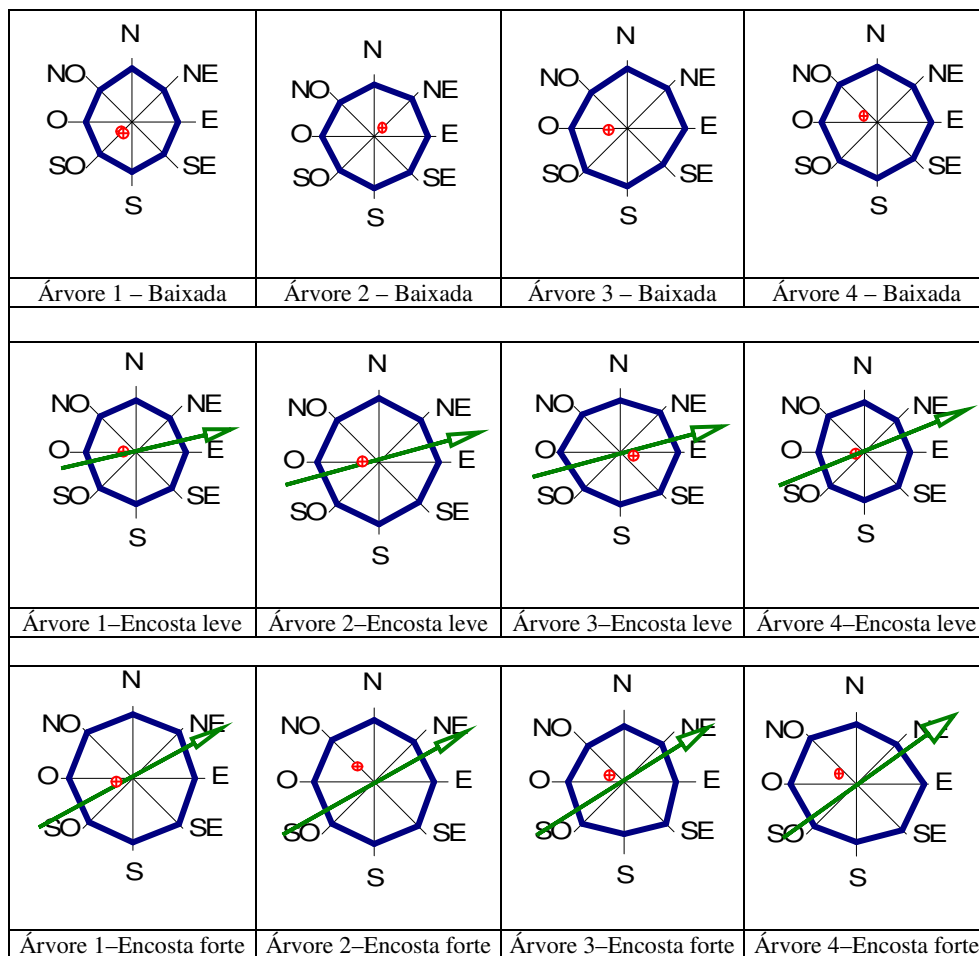 N
NO NE
O E
SO SE
S
Árvore 1 – Baixada
N
NO NE
O E
SO SE
S
Árvore 2 – Baixada
N
NO NE
O E
SO SE
S
Árvore 3 – Baixada
N
NO NE
O E
SO SE
S
Árvore 4 – Baixada
N
NO NE
O E
SO SE
S
Árvore 1–Encosta leve
N
NO NE
O E
SO SE
S
Árvore 2–Encosta leve
N
NO NE
O E
SO SE
S
Árvore 3–Encosta leve
N
NO NE
O E
SO SE
S
Árvore 4–Encosta leve
N
NO NE
O E
SO SE
S
Árvore 1–Encosta forte
N
NO NE
O E
SO SE
S
Árvore 2–Encosta forte
N
NO NE
O E
SO SE
S
Árvore 3–Encosta forte
N
NO NE
O E
SO SE
S
Árvore 4–Encosta forte